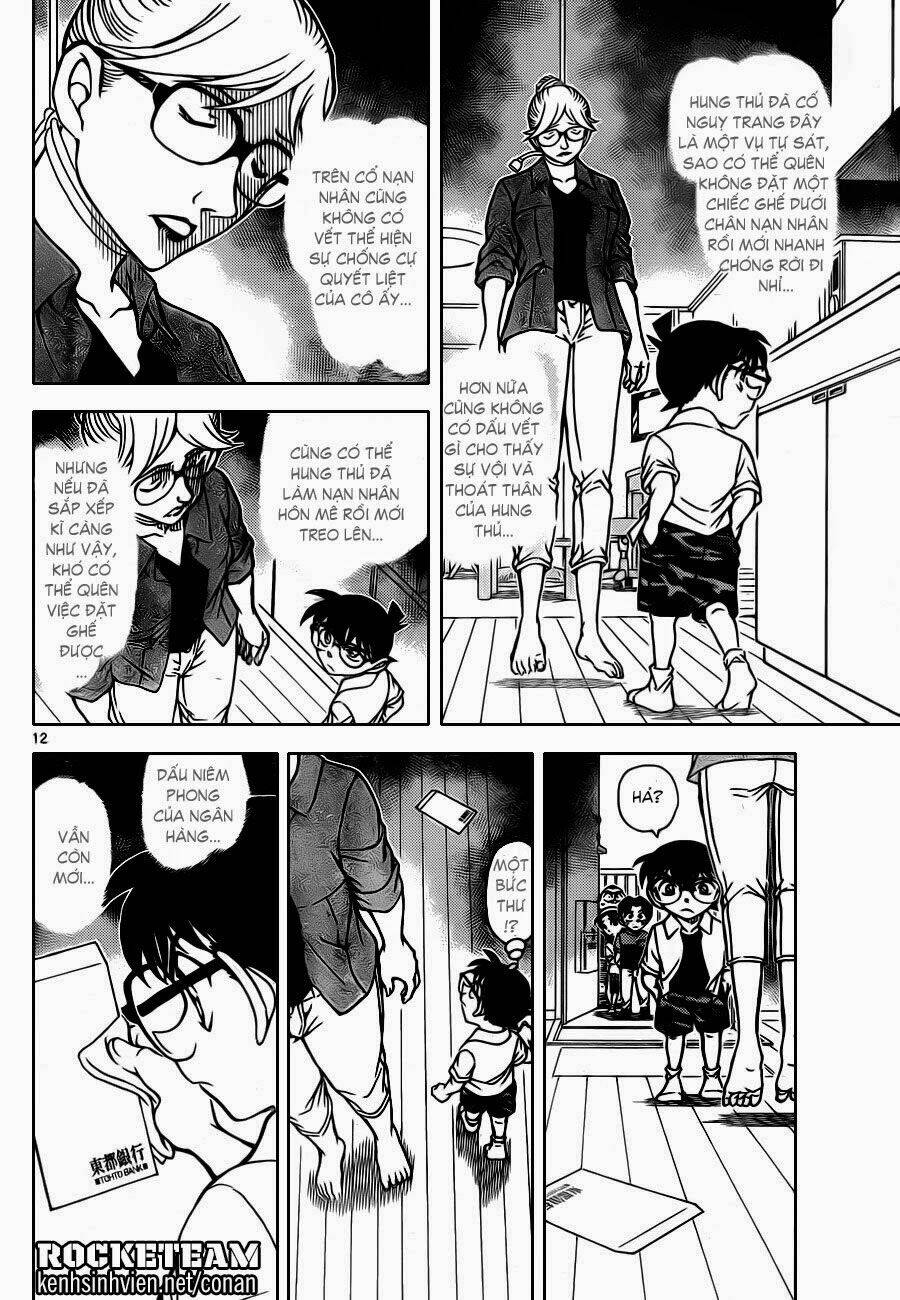 HUNG THỦ ĐÃ CỐ
NGỤY TRANG ĐÂY
LÀ MỘT VỤ TỰ SÁT,
SAO CÓ THỂ QUÊN
KHÔNG ĐẶT MỘT
CHIẾC GHẾ DƯỚI
CHÂN NẠN NHÂN
RỒI MỚI NHANH
CHÓNG RỜI ĐI
NHỈ...
HƠN NỮA
CŨNG KHÔNG
CÓ DẤU VẾT
GÌ CHO THẤY
SỰ VỘI VÀ
THOÁT THÂN
CỦA HUNG
THỦ...
TRÊN CỔ NẠN
NHÂN CŨNG
KHÔNG CÓ
VẾT THỂ HIỆN
SỰ CHỐNG CỰ
QUYẾT LIỆT
CỦA CÔ ẤY...
CŨNG CÓ THỂ
HUNG THỦ ĐÃ
LÀM NẠN NHÂN
HÔN MÊ RỒI MỚI
TREO LÊN...
NHƯNG
NẾU ĐÃ
SẮP XẾP
KĨ CÀNG
NHƯ VẬY,
KHÓ CÓ
THỂ QUÊN
VIỆC ĐẶT
GHẾ
ĐƯỢC
...
12
HẢ?
MỘT
BỨC
THƯ
!?
DẤU NIÊM
PHONG
CỦA NGÂN
HÀNG...
VẪN
CÒN
MỚI...
東都銀行
TOHTO BANK
ROCKETEAM
kenhsinhvien.net/conan